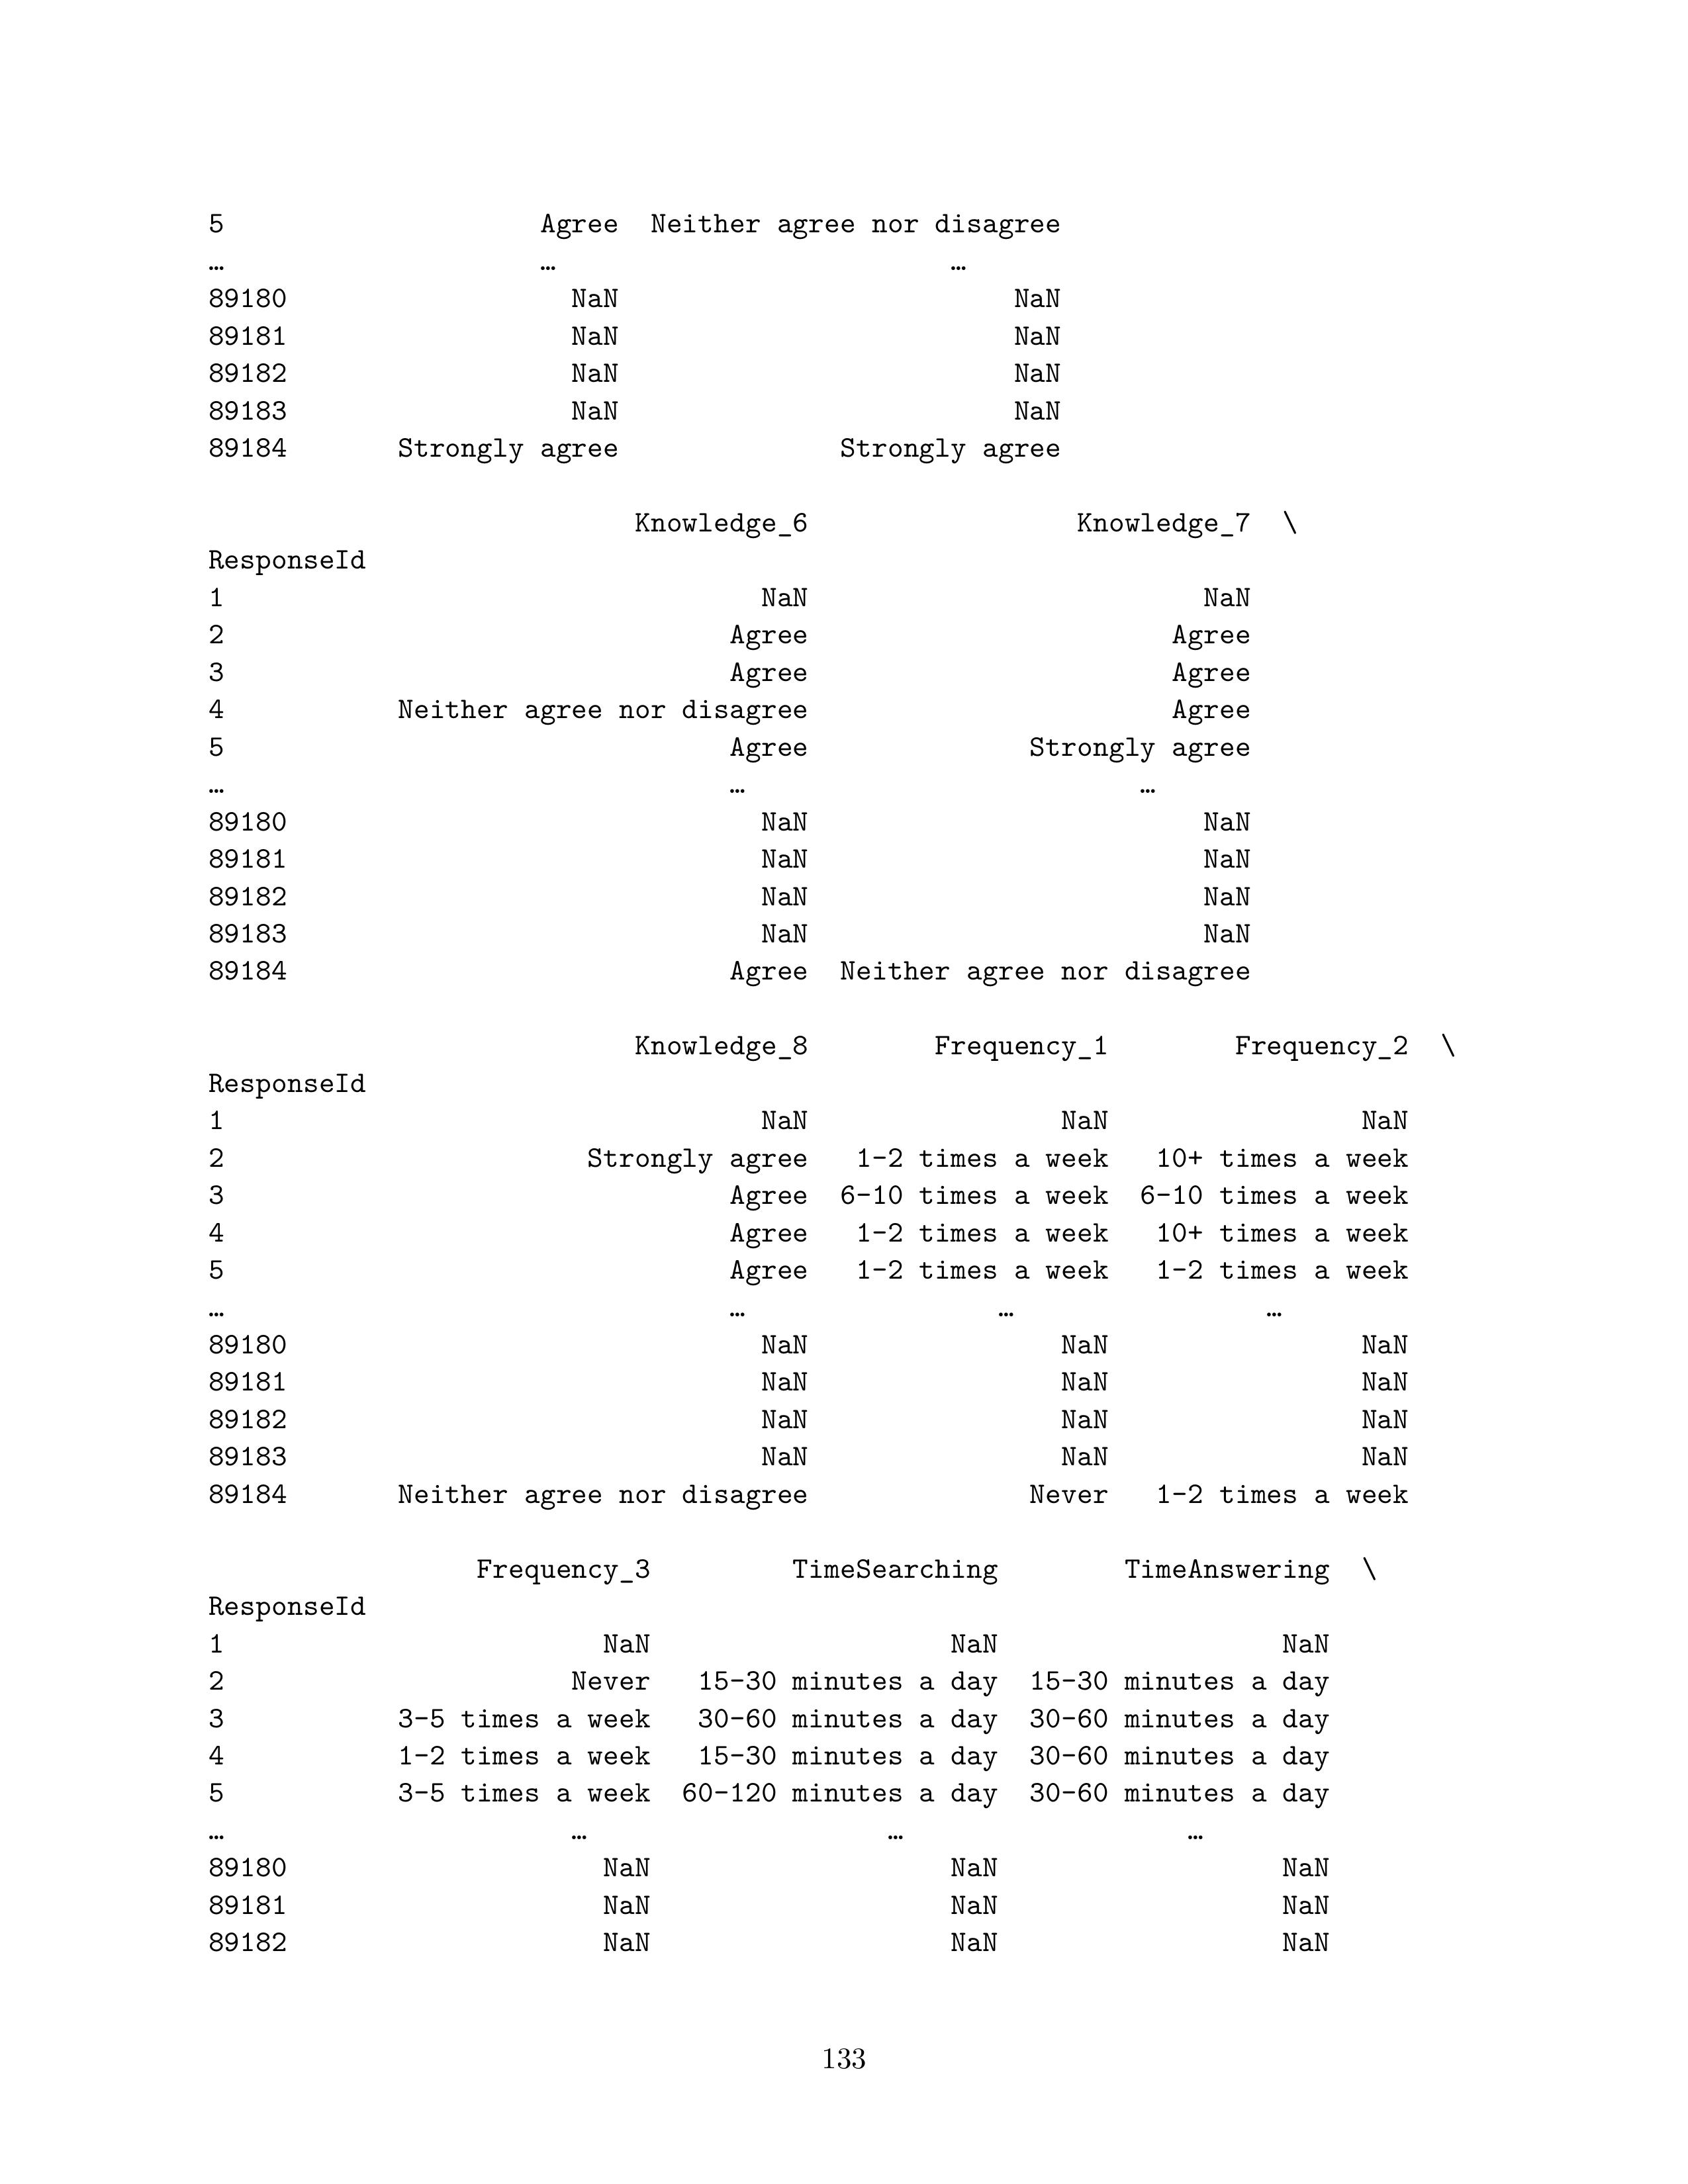 5                    Agree  Neither agree nor disagree
…                    …                         …
89180                  NaN                         NaN
89181                  NaN                         NaN
89182                  NaN                         NaN
89183                  NaN                         NaN
89184       Strongly agree              Strongly agree
                           Knowledge_6                 Knowledge_7  \
ResponseId
1                                  NaN                         NaN
2                                Agree                       Agree
3                                Agree                       Agree
4           Neither agree nor disagree                       Agree
5                                Agree              Strongly agree
…                                …                         …
89180                              NaN                         NaN
89181                              NaN                         NaN
89182                              NaN                         NaN
89183                              NaN                         NaN
89184                            Agree  Neither agree nor disagree
                           Knowledge_8        Frequency_1        Frequency_2  \
ResponseId
1                                  NaN                NaN                NaN
2                       Strongly agree   1-2 times a week   10+ times a week
3                                Agree  6-10 times a week  6-10 times a week
4                                Agree   1-2 times a week   10+ times a week
5                                Agree   1-2 times a week   1-2 times a week
…                                …                …                …
89180                              NaN                NaN                NaN
89181                              NaN                NaN                NaN
89182                              NaN                NaN                NaN
89183                              NaN                NaN                NaN
89184       Neither agree nor disagree              Never   1-2 times a week
                 Frequency_3         TimeSearching        TimeAnswering  \
ResponseId
1                        NaN                   NaN                  NaN
2                      Never   15-30 minutes a day  15-30 minutes a day
3           3-5 times a week   30-60 minutes a day  30-60 minutes a day
4           1-2 times a week   15-30 minutes a day  30-60 minutes a day
5           3-5 times a week  60-120 minutes a day  30-60 minutes a day
…                      …                   …                  …
89180                    NaN                   NaN                  NaN
89181                    NaN                   NaN                  NaN
89182                    NaN                   NaN                  NaN
133